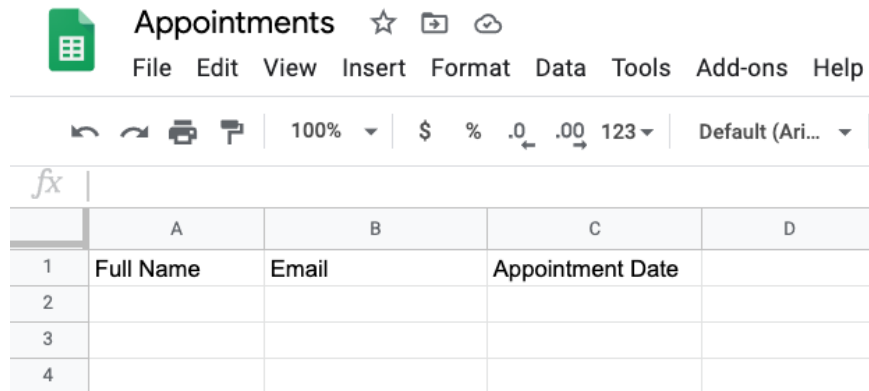 Appointments
File Edit View Insert Format Data Tools Add-ons Help
100% $ % .0 .00 123 Default (Ari...
fx
A B C D
1 Full Name Email Appointment Date
2
3
4